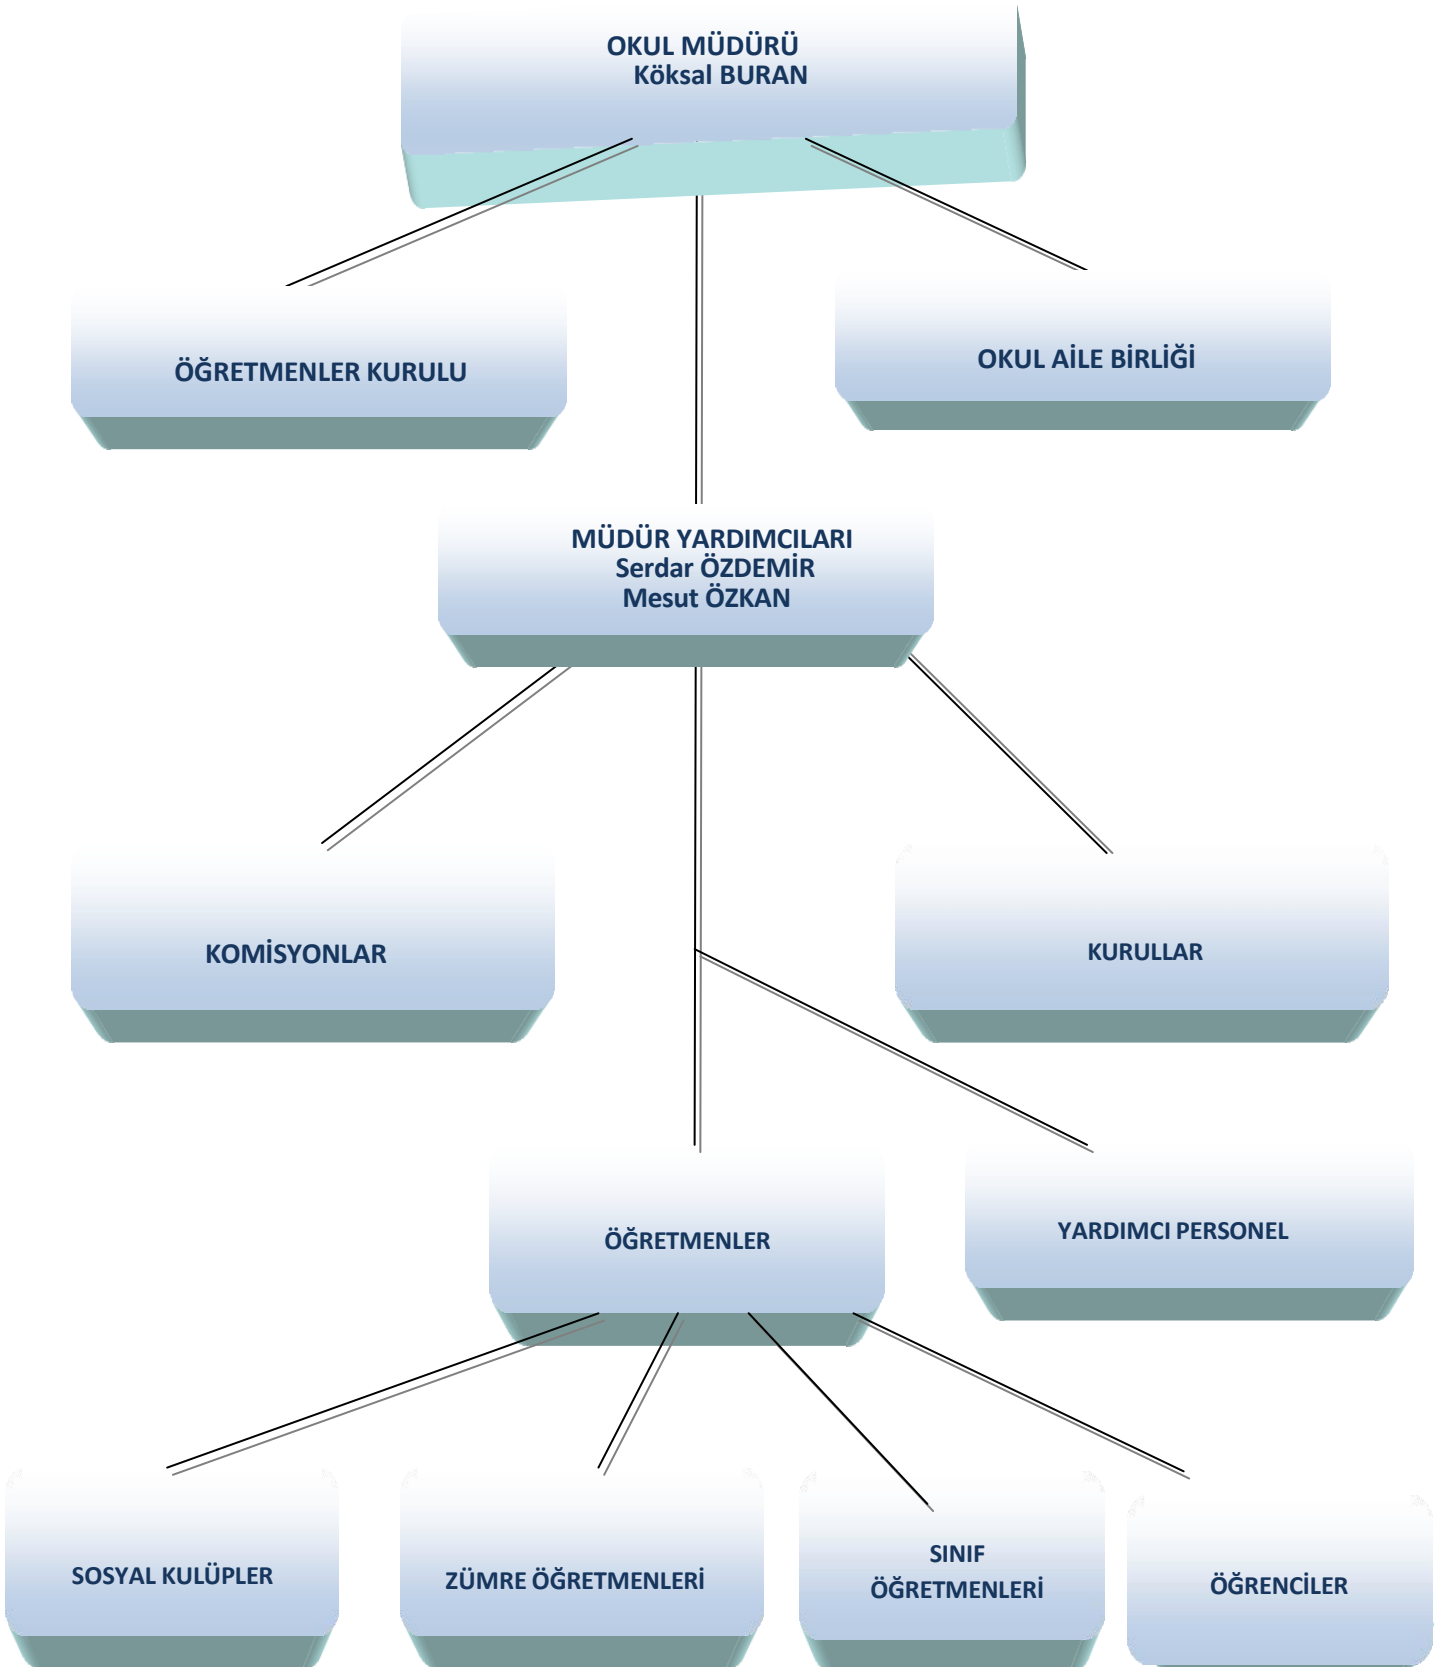 OKUL MÜDÜRÜ
Köksal BURAN
ÖĞRETMENLER KURULU
OKUL AİLE BİRLİĞİ
MÜDÜR YARDIMCILARI
Serdar ÖZDEMİR
Mesut ÖZKAN
KOMİSYONLAR
KURULLAR
ÖĞRETMENLER
YARDIMCI PERSONEL
SOSYAL KULÜPLER
ZÜMRE ÖĞRETMENLERİ
SINIF
ÖĞRETMENLERİ
ÖĞRENCİLER